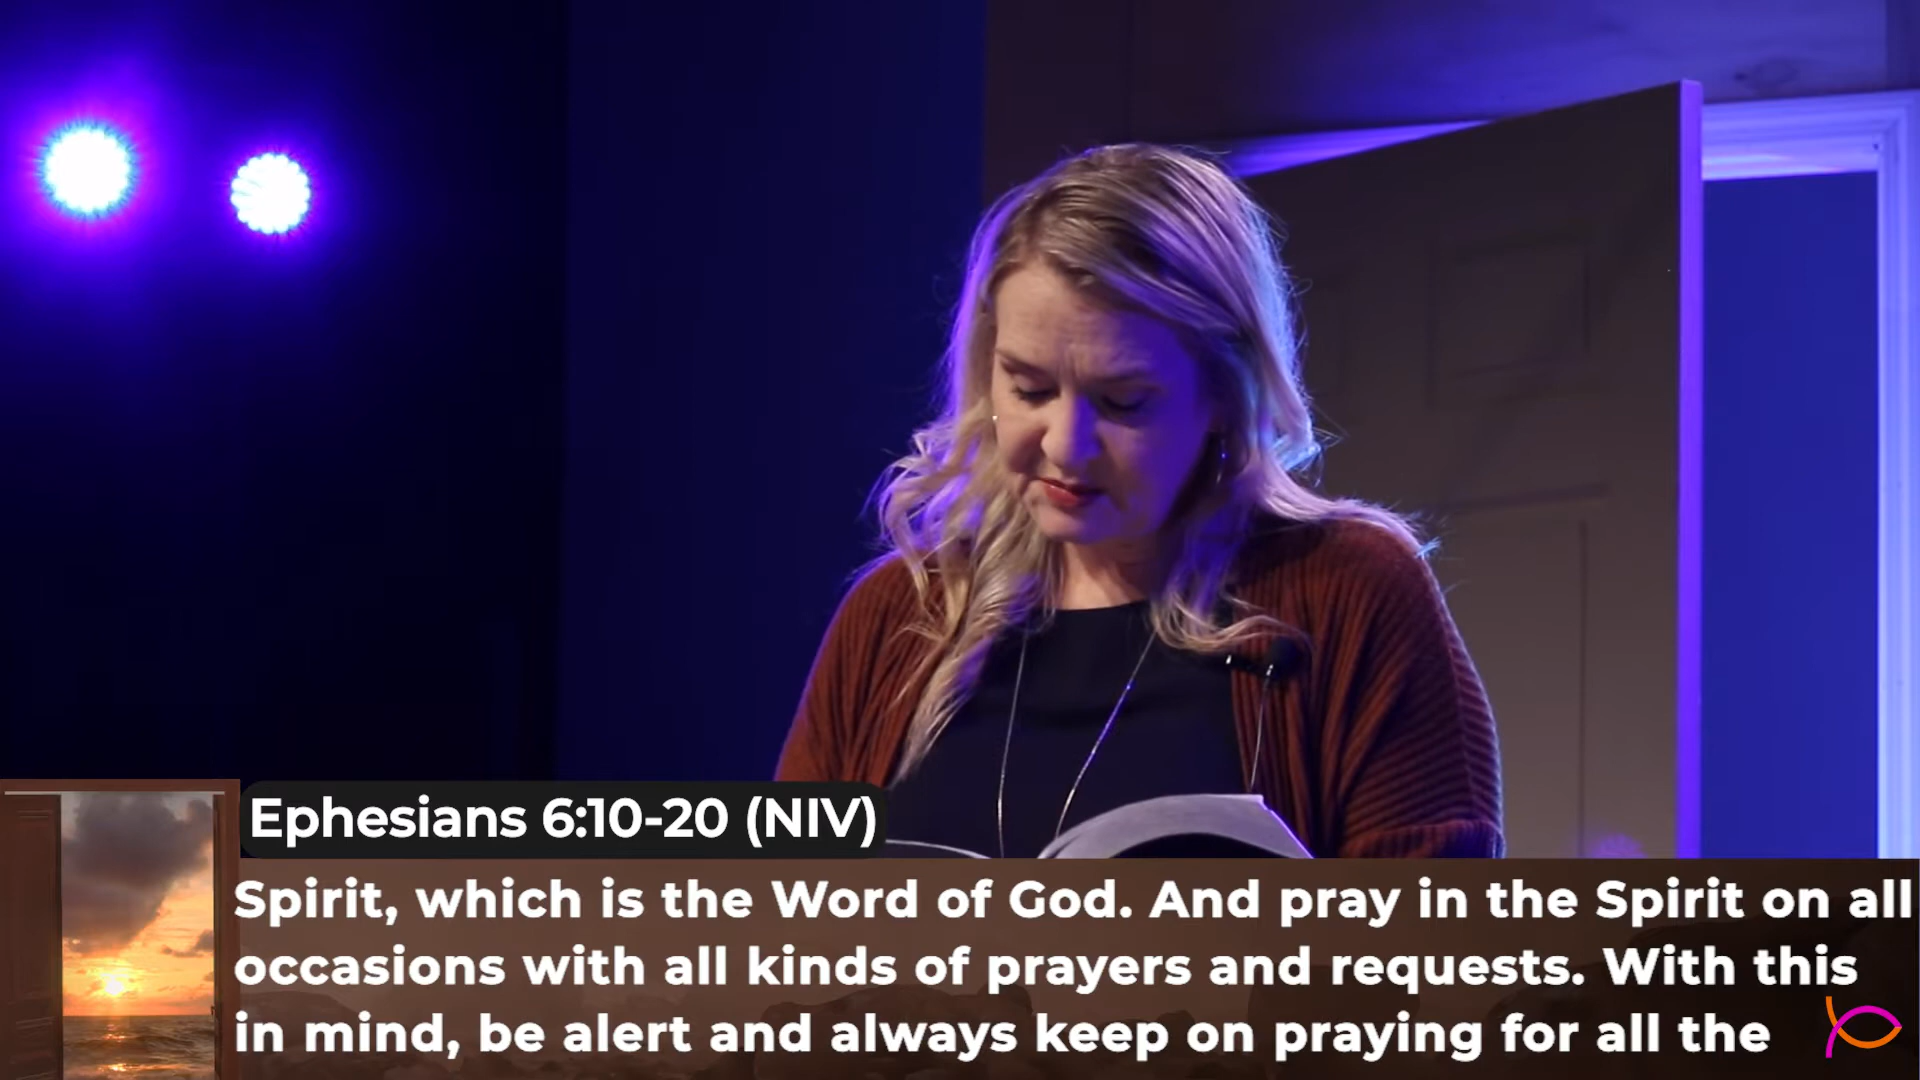 Ephesians 6:10-20 (NIV)
Spirit, which is the Word of God. And pray in the Spirit on all
occasions with all kinds of prayers and requests. With this
in mind, be alert and always keep on praying for all the